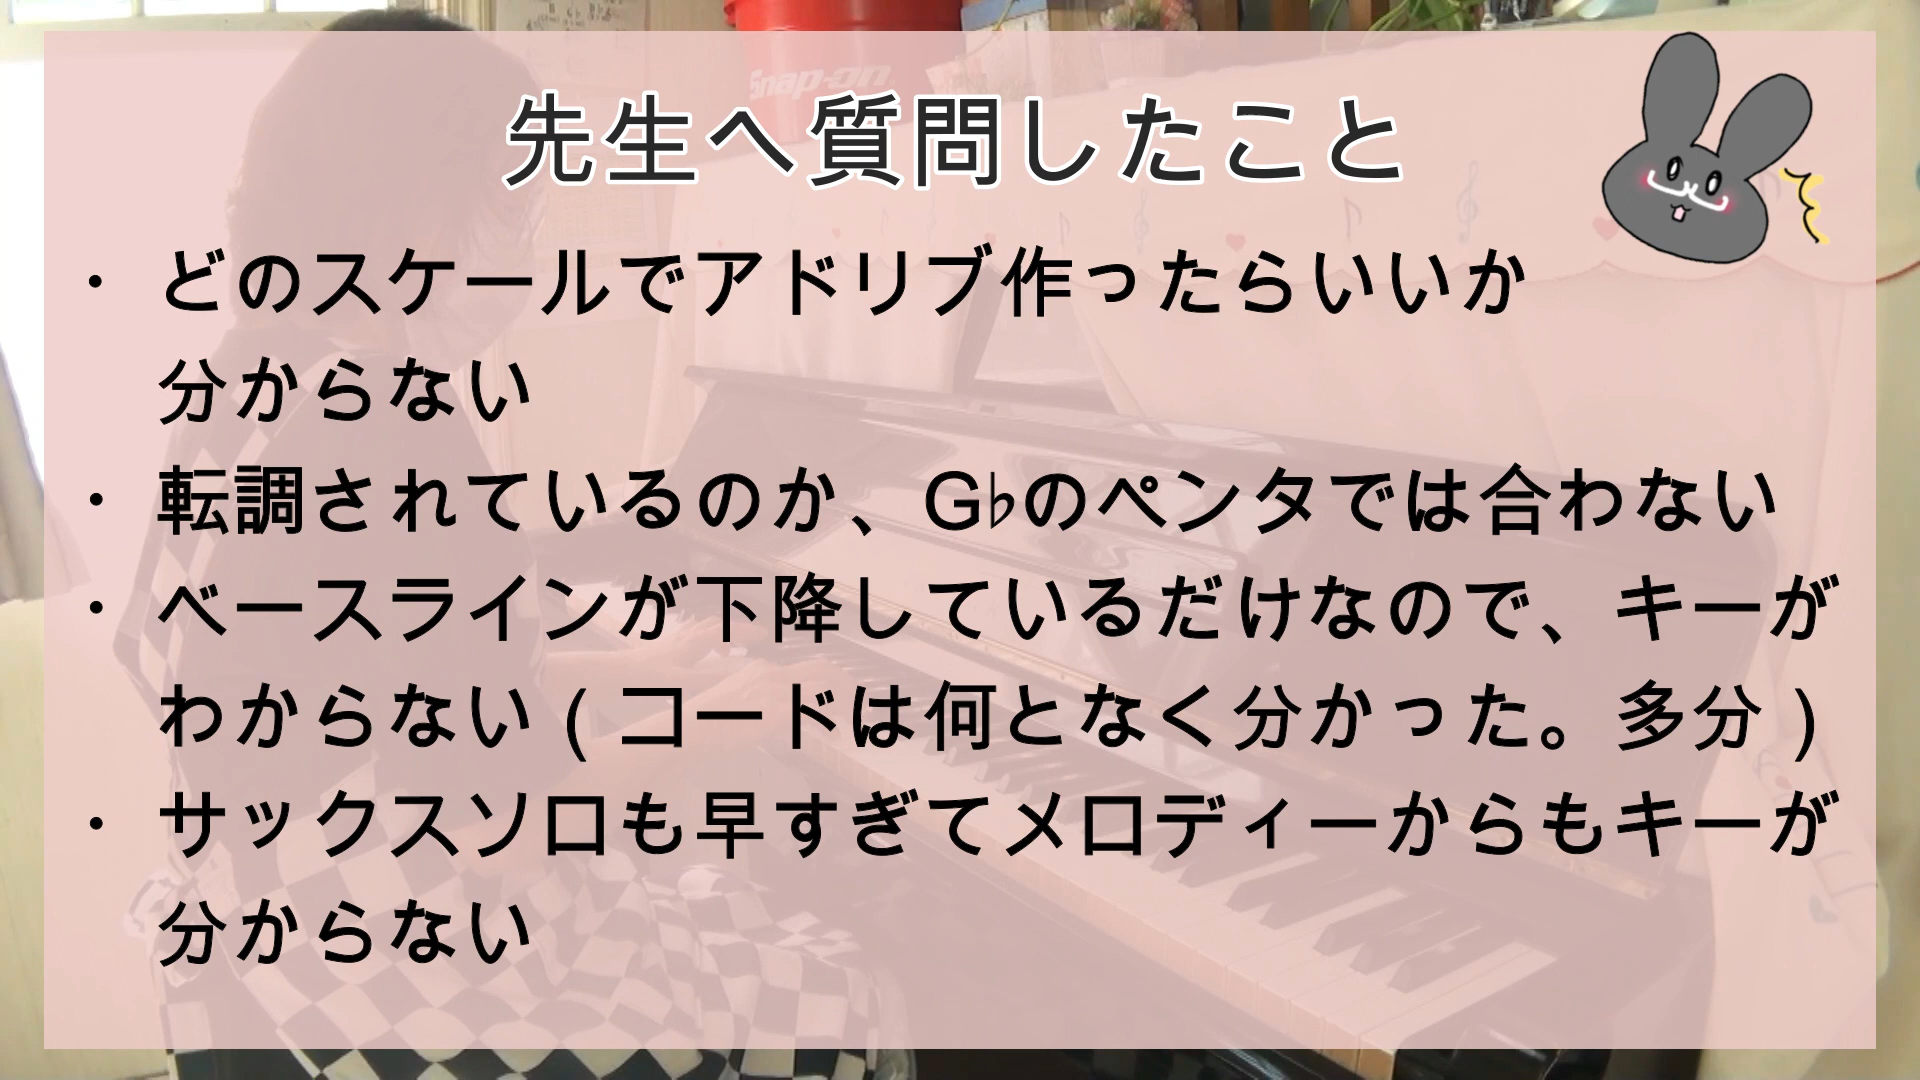 Snap-on
先生へ質問したこと
・ どのスケールでアドリブ作ったらいいか
分からない
・ 転調されているのか、G♭のペンタでは合わない
・ ベースラインが下降しているだけなので、キーが
わからない(コードは何となく分かった。多分)
・ サックスソロも早すぎてメロディーからもキーが
分からない